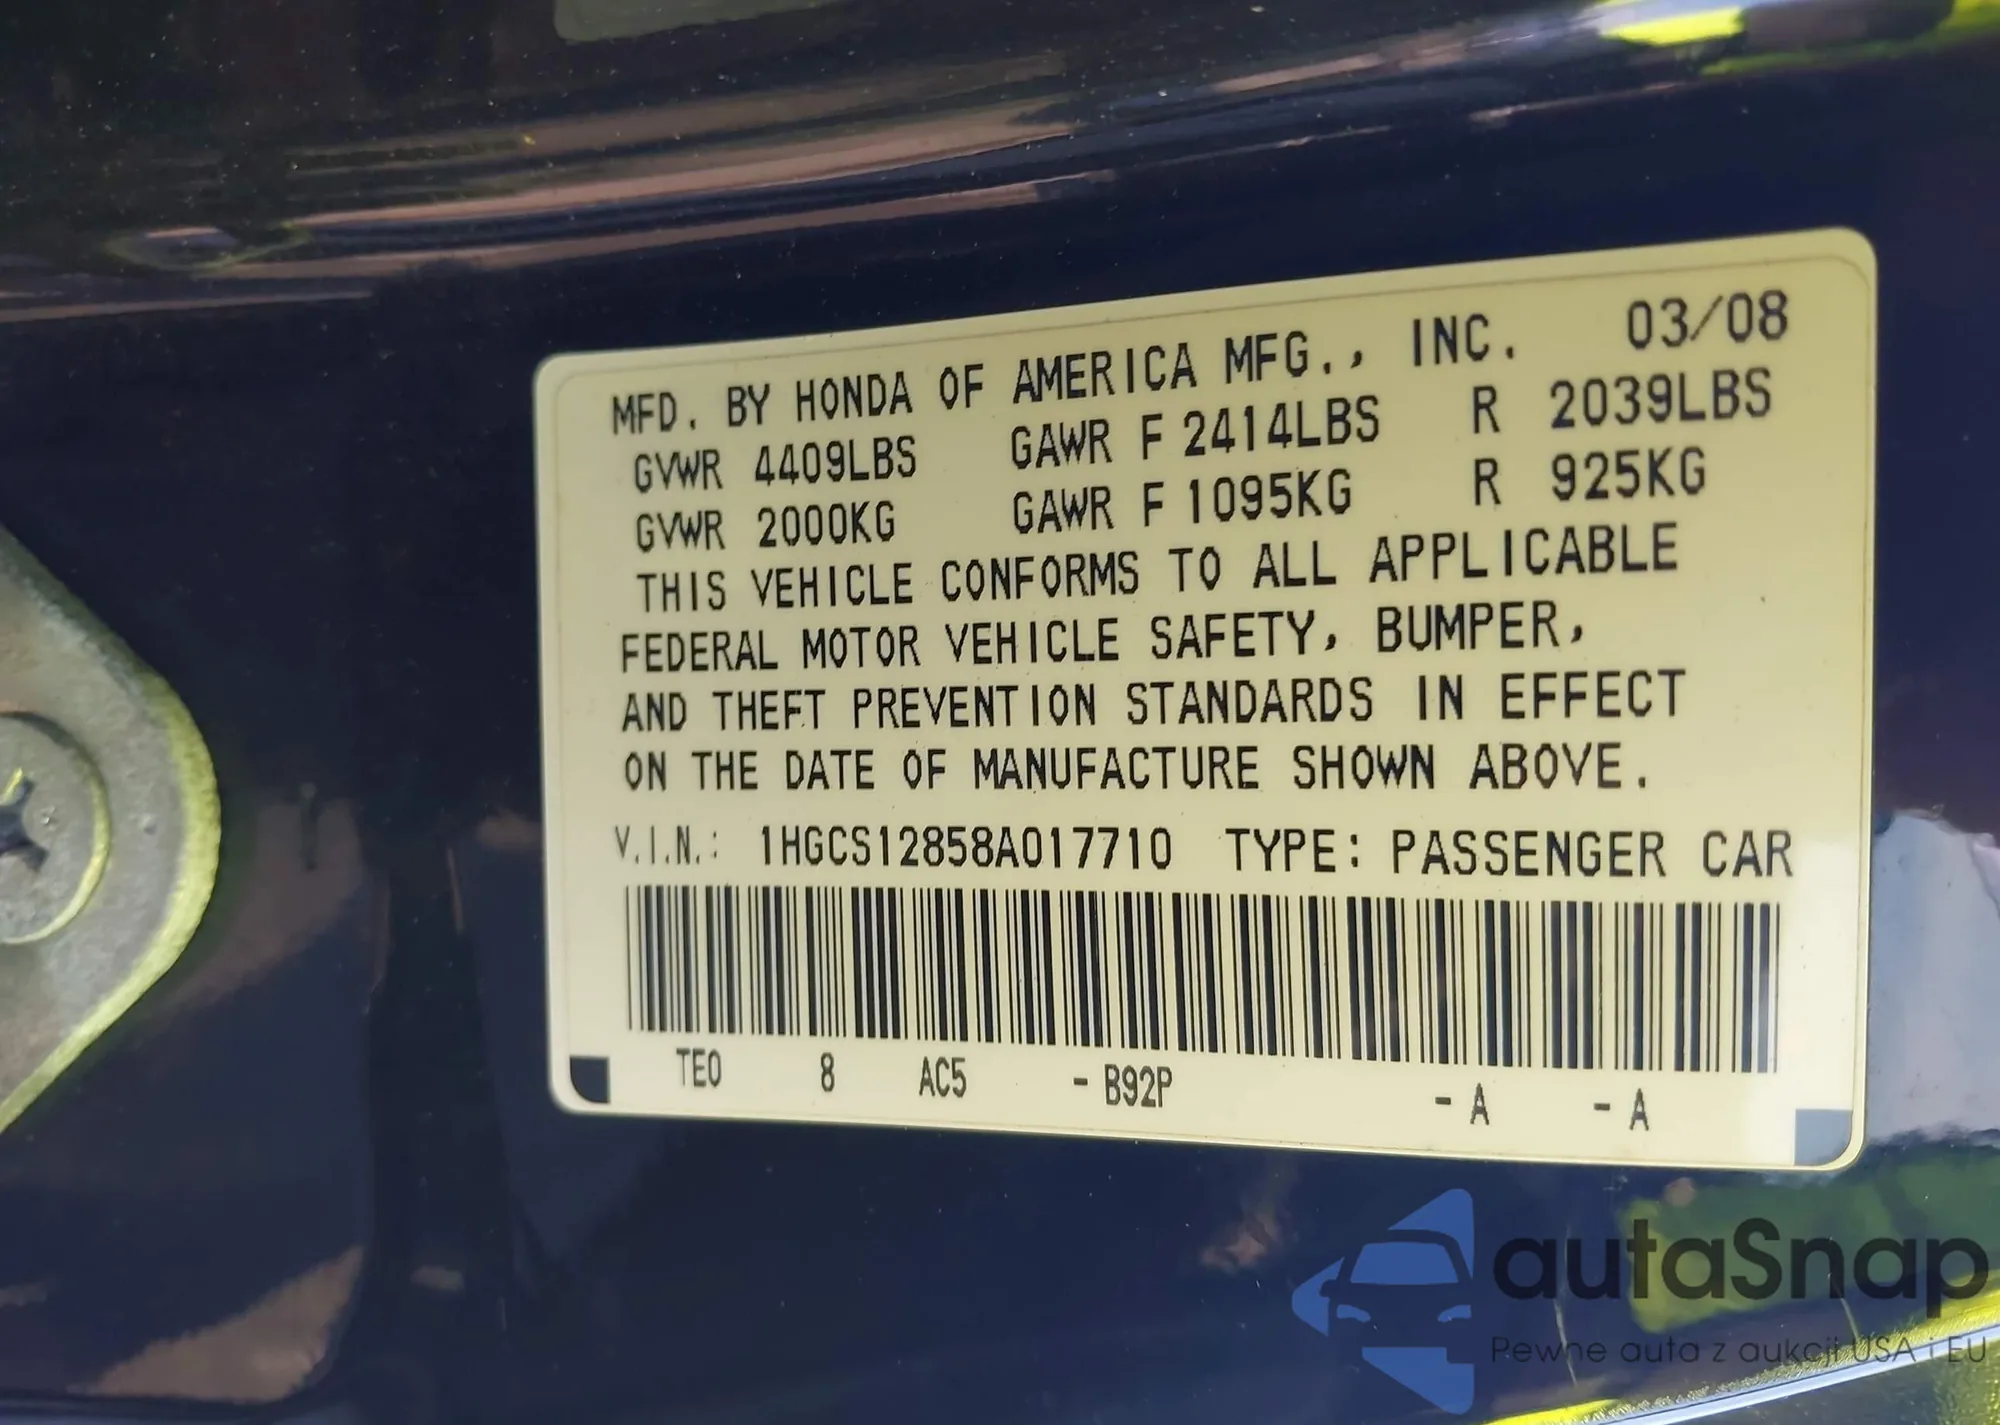 MFD. BY HONDA OF AMERICA MFG., INC. 03/08
GVWR 4409LBS GAWR F 2414LBS R 2039LBS
GVWR 2000KG GAWR F 1095KG R 925KG
THIS VEHICLE CONFORMS TO ALL APPLICABLE
FEDERAL MOTOR VEHICLE SAFETY, BUMPER,
AND THEFT PREVENTION STANDARDS IN EFFECT
ON THE DATE OF MANUFACTURE SHOWN ABOVE.
V.I.N.: 1HGCS12858A017710 TYPE: PASSENGER CAR
TE0 8 AC5 - B92P - A - A
autaSnap
Pewne auta z aukcji USA i EU